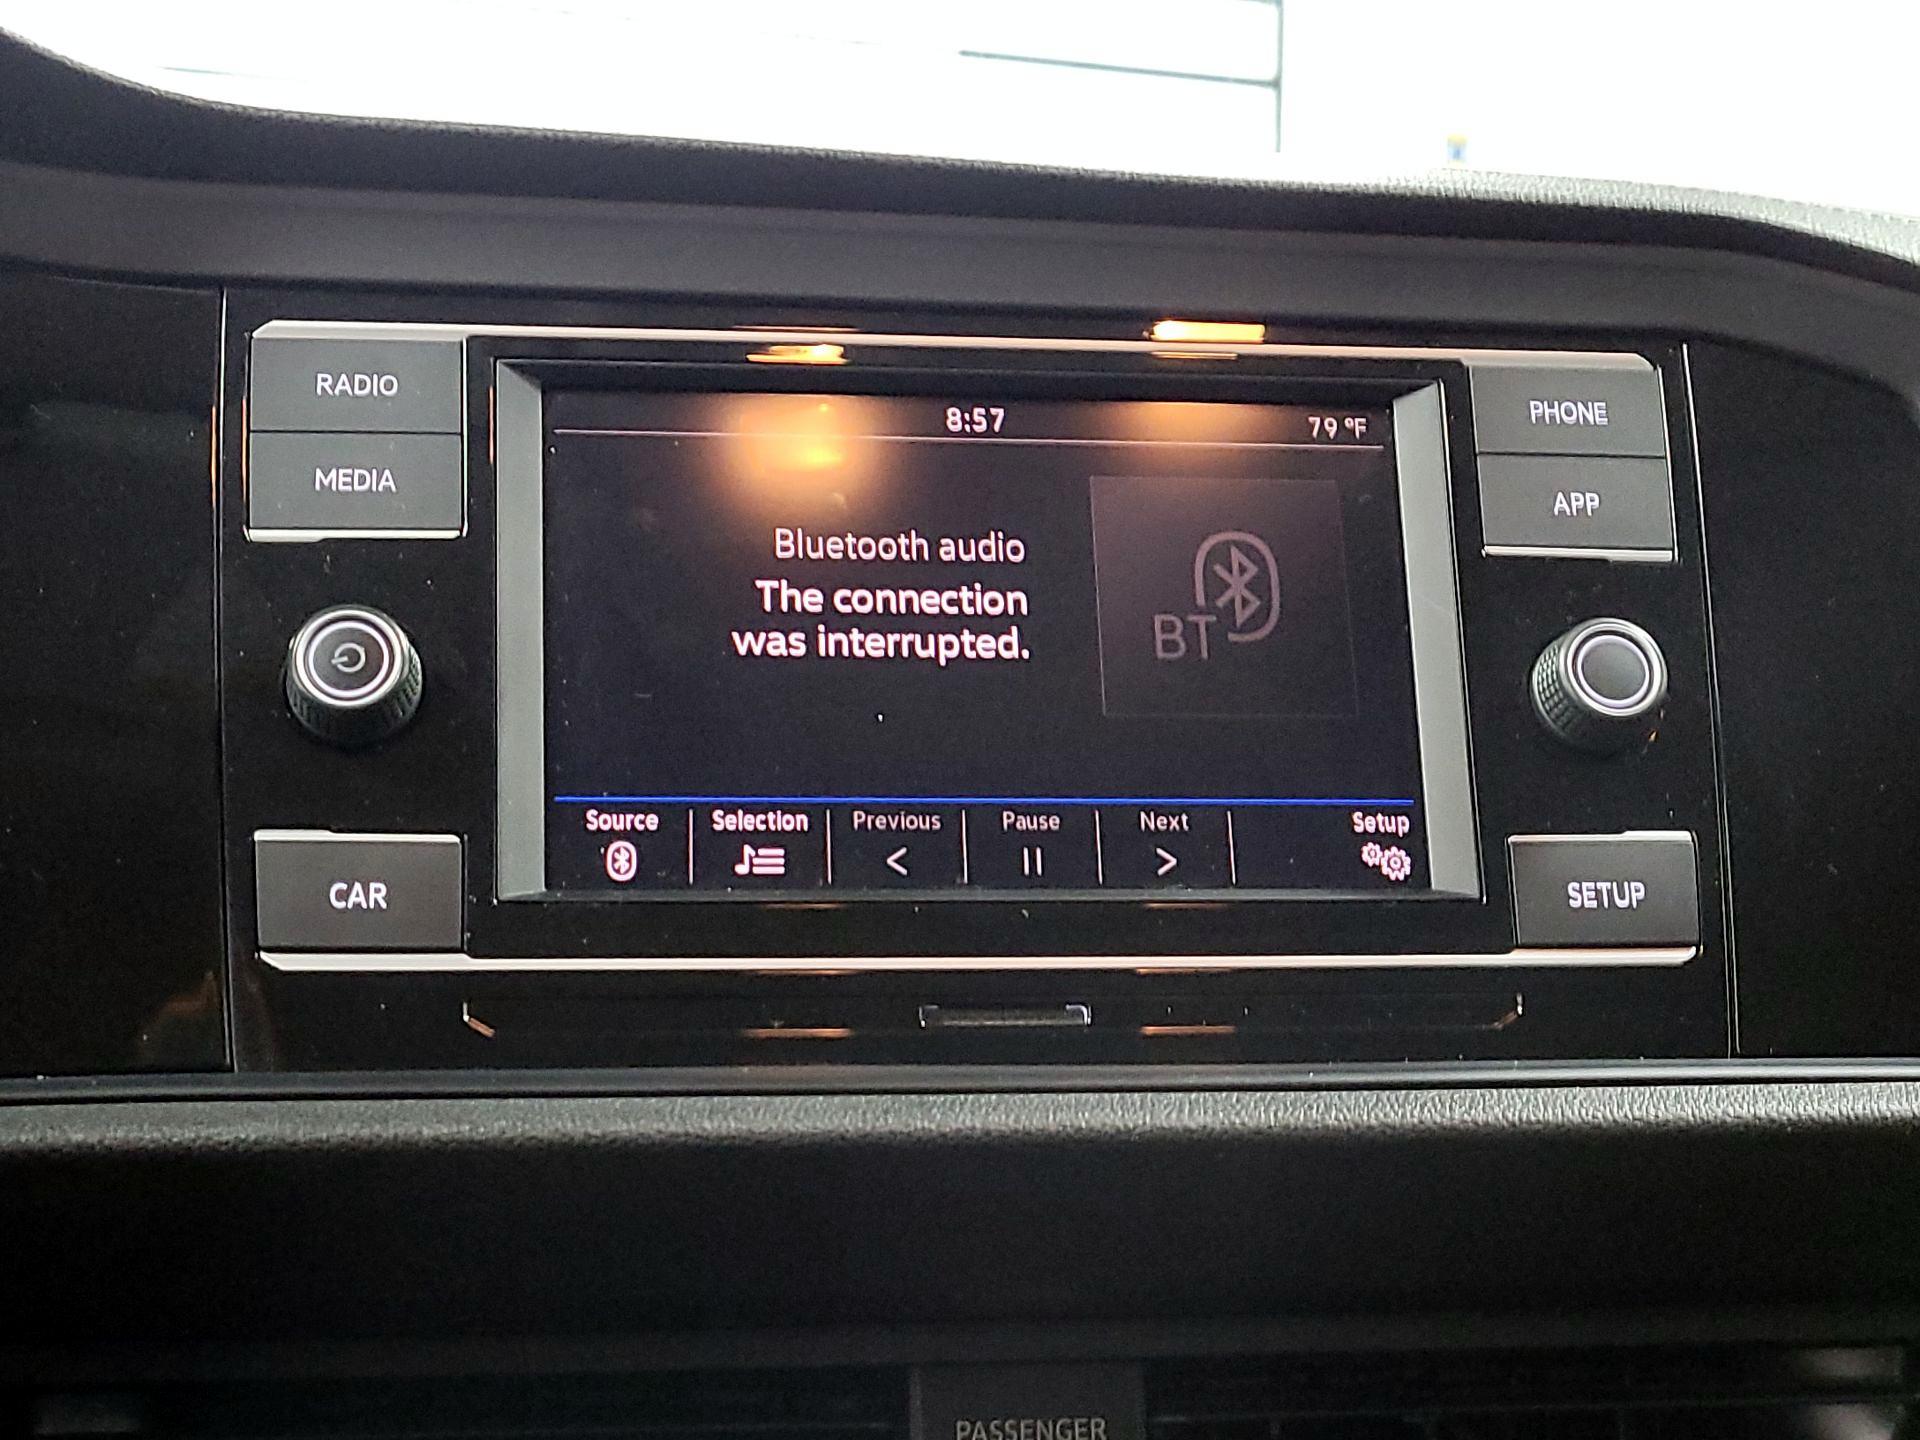 RADIO
MEDIA
CAR
8:57
79 °F
Bluetooth audio
The connection
was interrupted.
BT
Source
Selection
Previous
Pause
Next
Setup
PHONE
APP
SETUP
PASSENGER